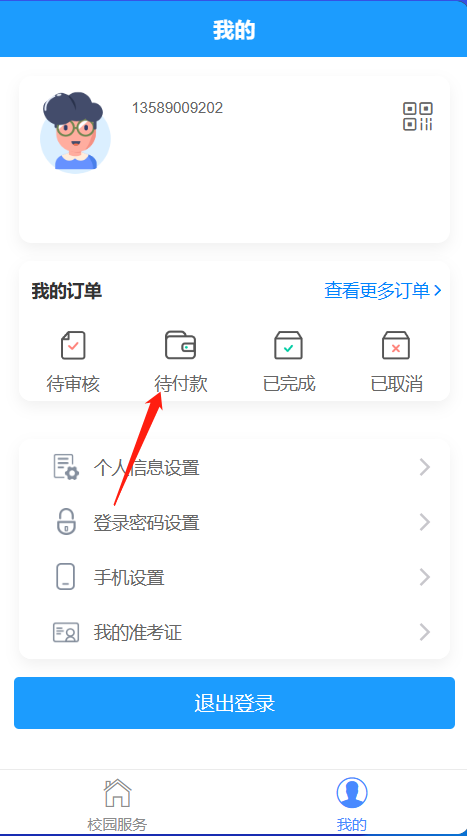 我的
13589009202
我的订单
查看更多订单
待审核
待付款
已完成
已取消
个人信息设置
登录密码设置
手机设置
我的准考证
退出登录
校园服务
我的